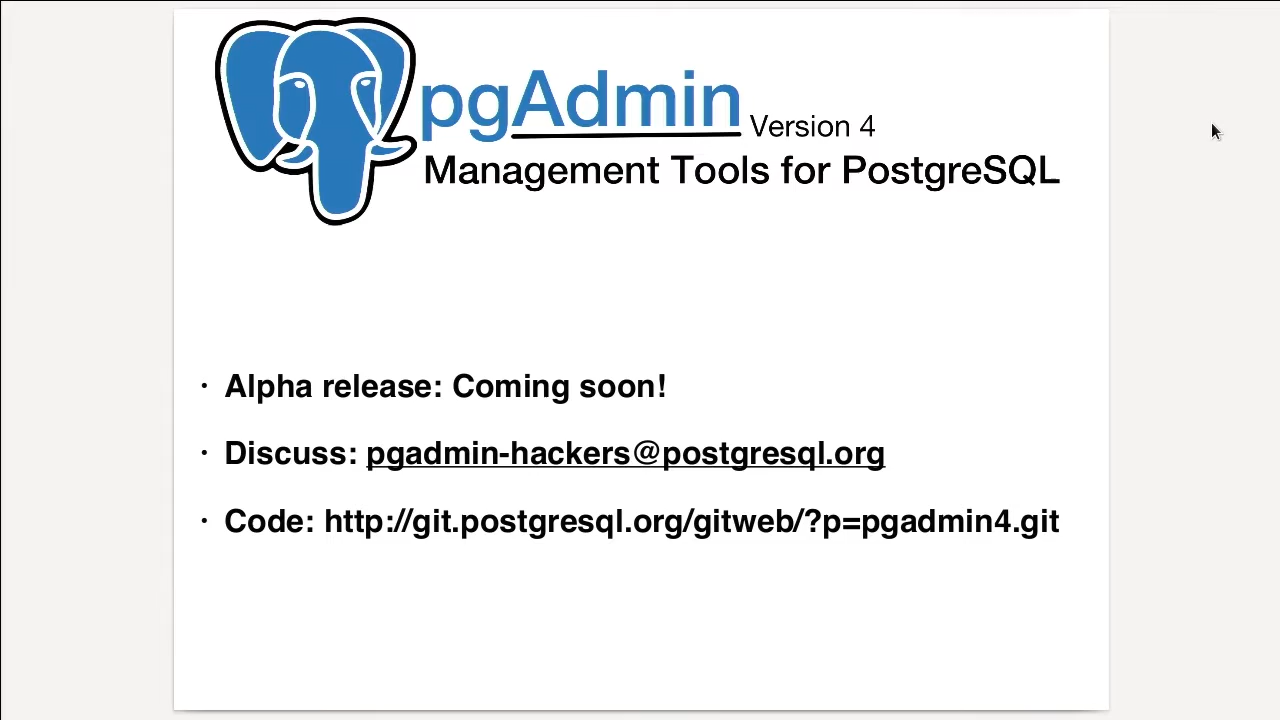 pgAdmin Version 4
Management Tools for PostgreSQL
• Alpha release: Coming soon!
• Discuss: pgadmin-hackers@postgresql.org
• Code: http://git.postgresql.org/gitweb/?p=pgadmin4.git